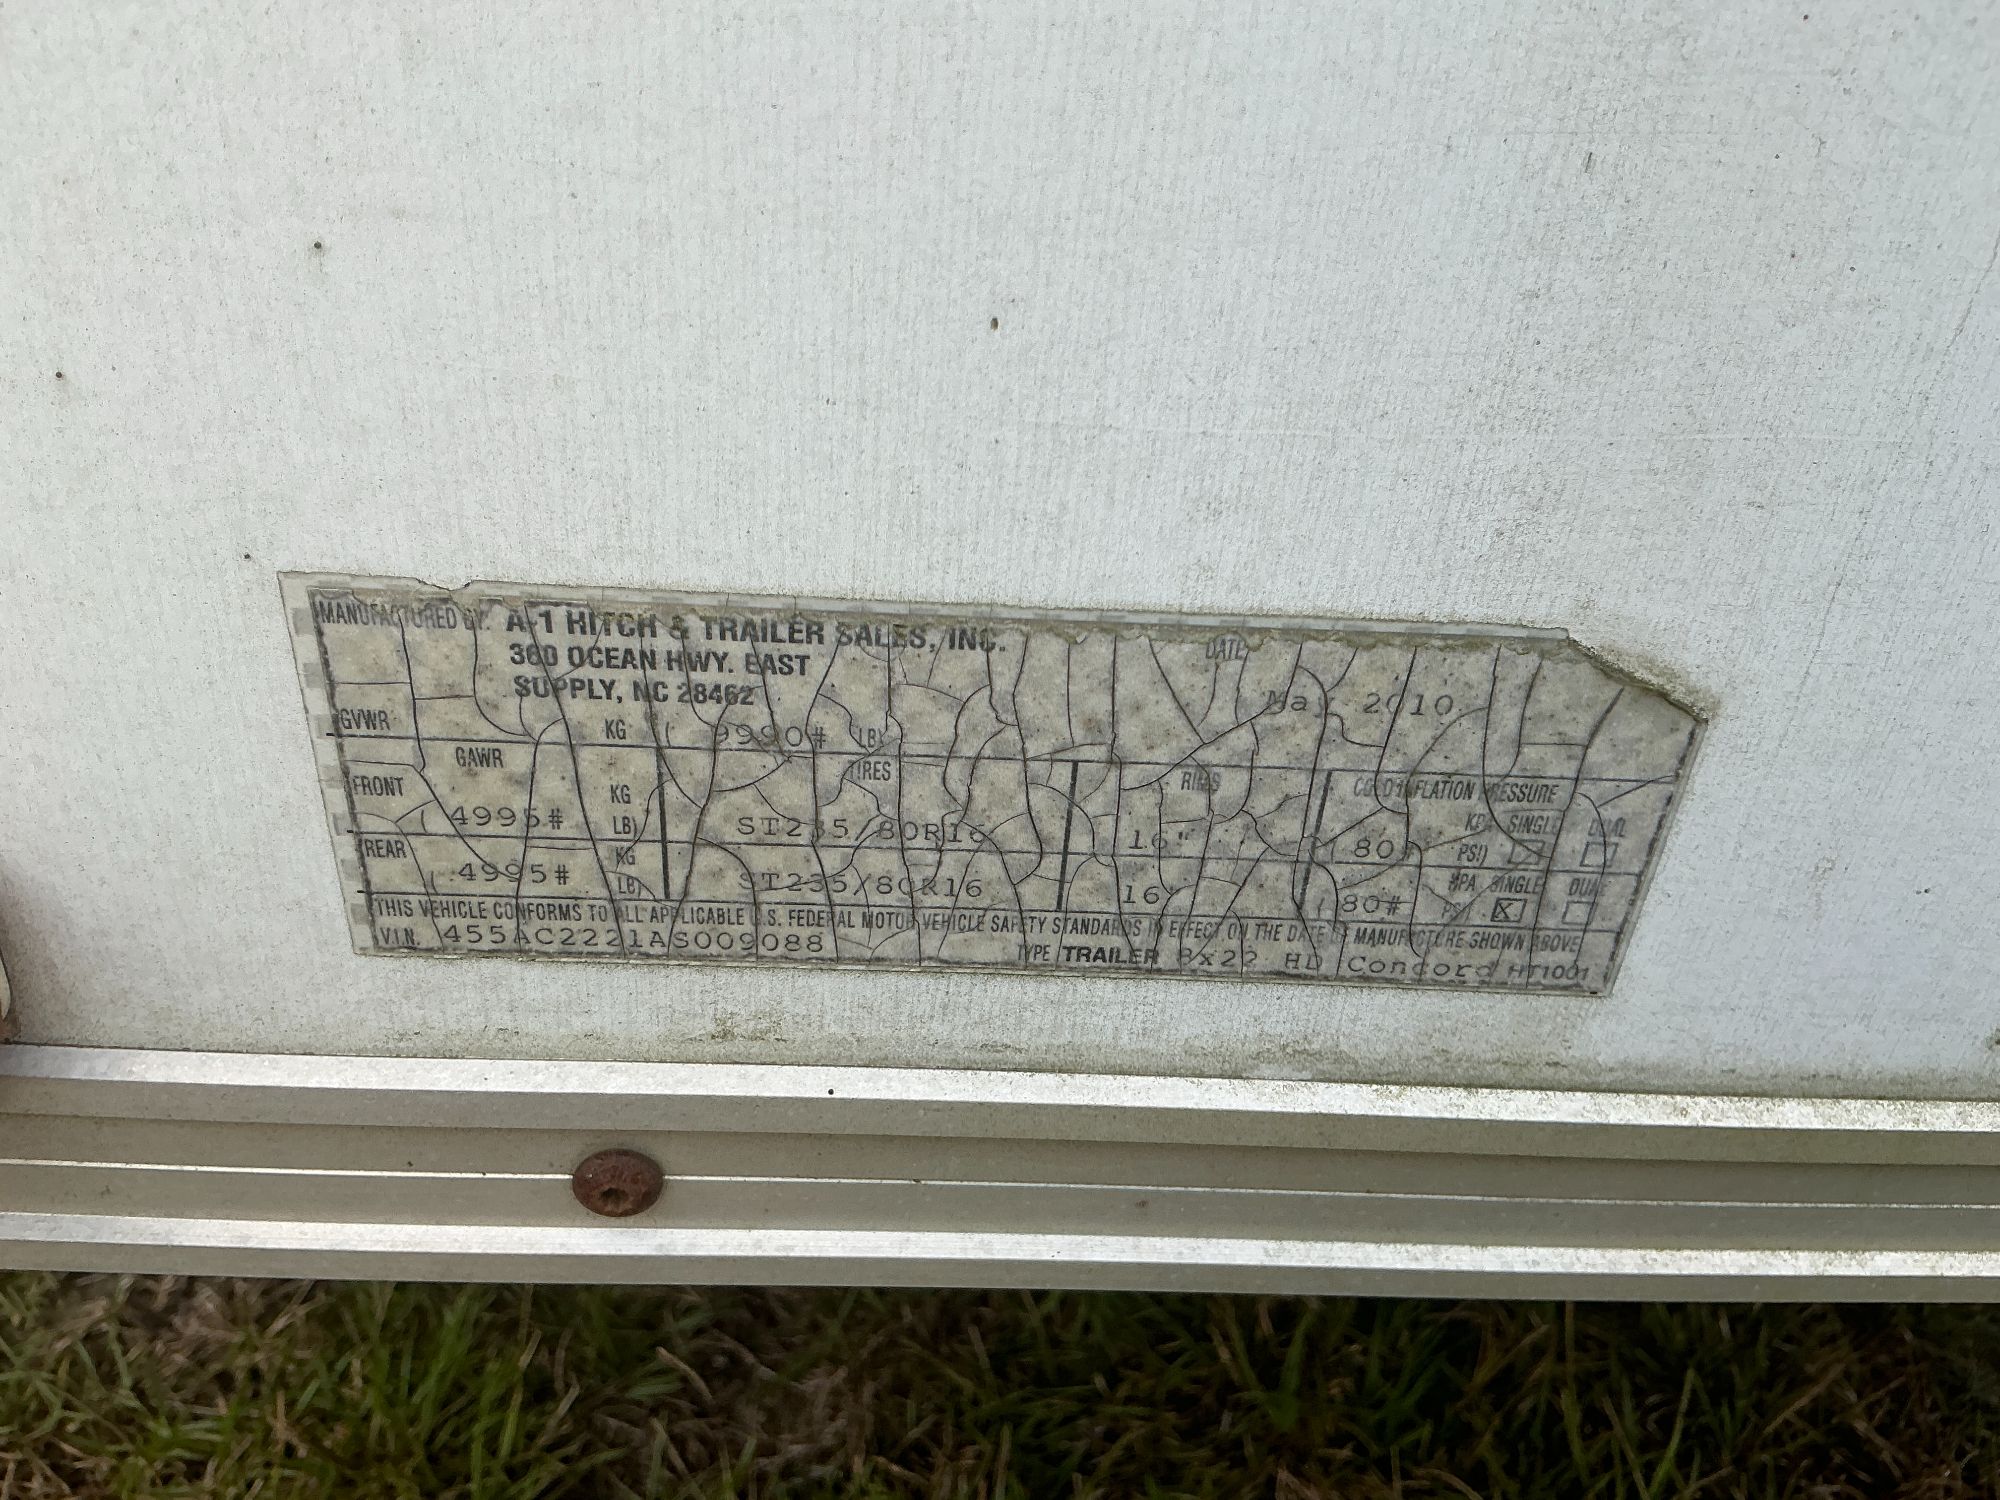 MANUFACTURED BY: A-1 HITCH & TRAILER SALES, INC. DATE
360 OCEAN HWY. EAST
SUPPLY, NC 28462 May 2010
GVWR KG ( 9990# LB)
GAWR TIRES RIMS COLD INFLATION PRESSURE
FRONT KG KPA SINGLE DUAL
( 4995# LB) ST235/80R16 16" ( 80# PSI)
REAR KG KPA SINGLE DUAL
( 4995# LB) ST235/80R16 16 ( 80# PSI) X
THIS VEHICLE CONFORMS TO ALL APPLICABLE U.S. FEDERAL MOTOR VEHICLE SAFETY STANDARDS IN EFFECT ON THE DATE OF MANUFACTURE SHOWN ABOVE
V.I.N. 455AC2221AS009088 TYPE TRAILER 8x22 HD Concord HT1001